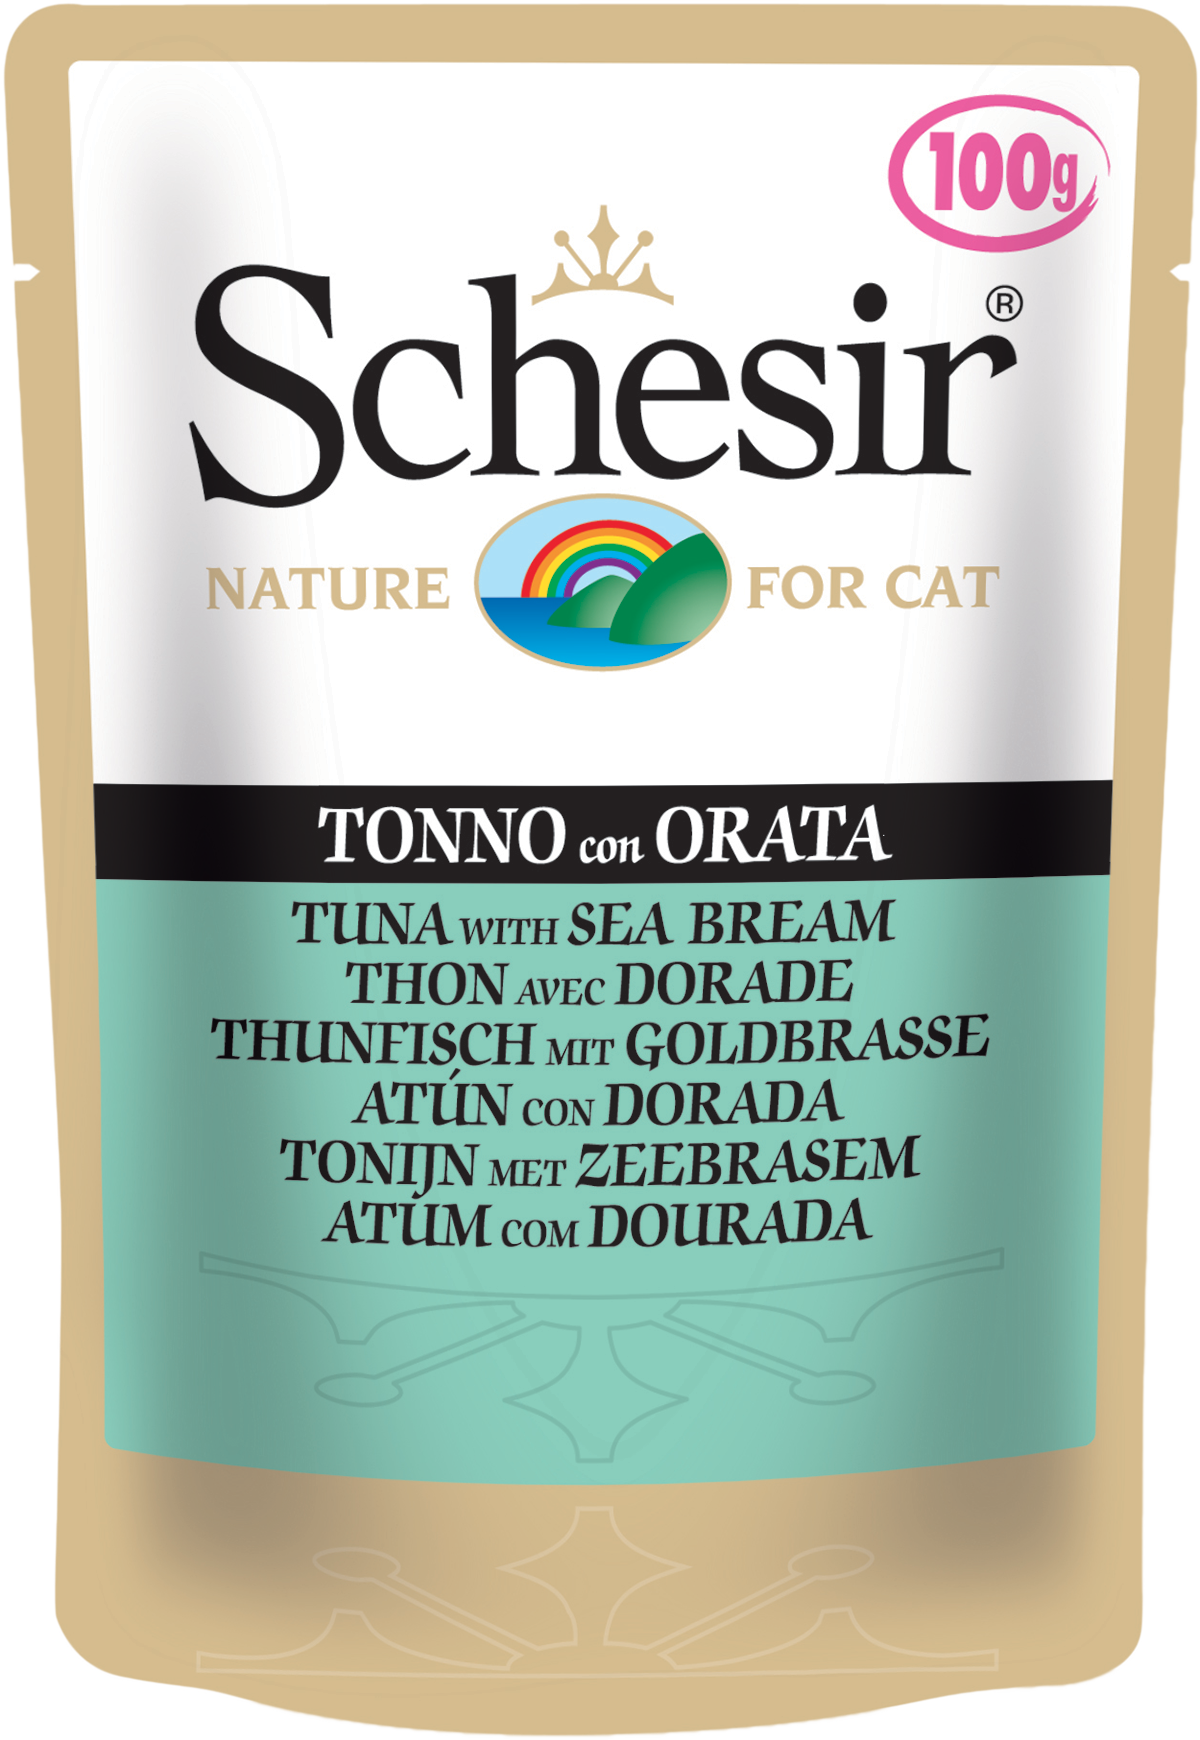 100g
Schesir®
NATURE FOR CAT
TONNO con ORATA
TUNA WITH SEA BREAM
THON AVEC DORADE
THUNFISCH MIT GOLDBRASSE
ATÚN CON DORADA
TONIJN MET ZEEBRASEM
ATUM COM DOURADA